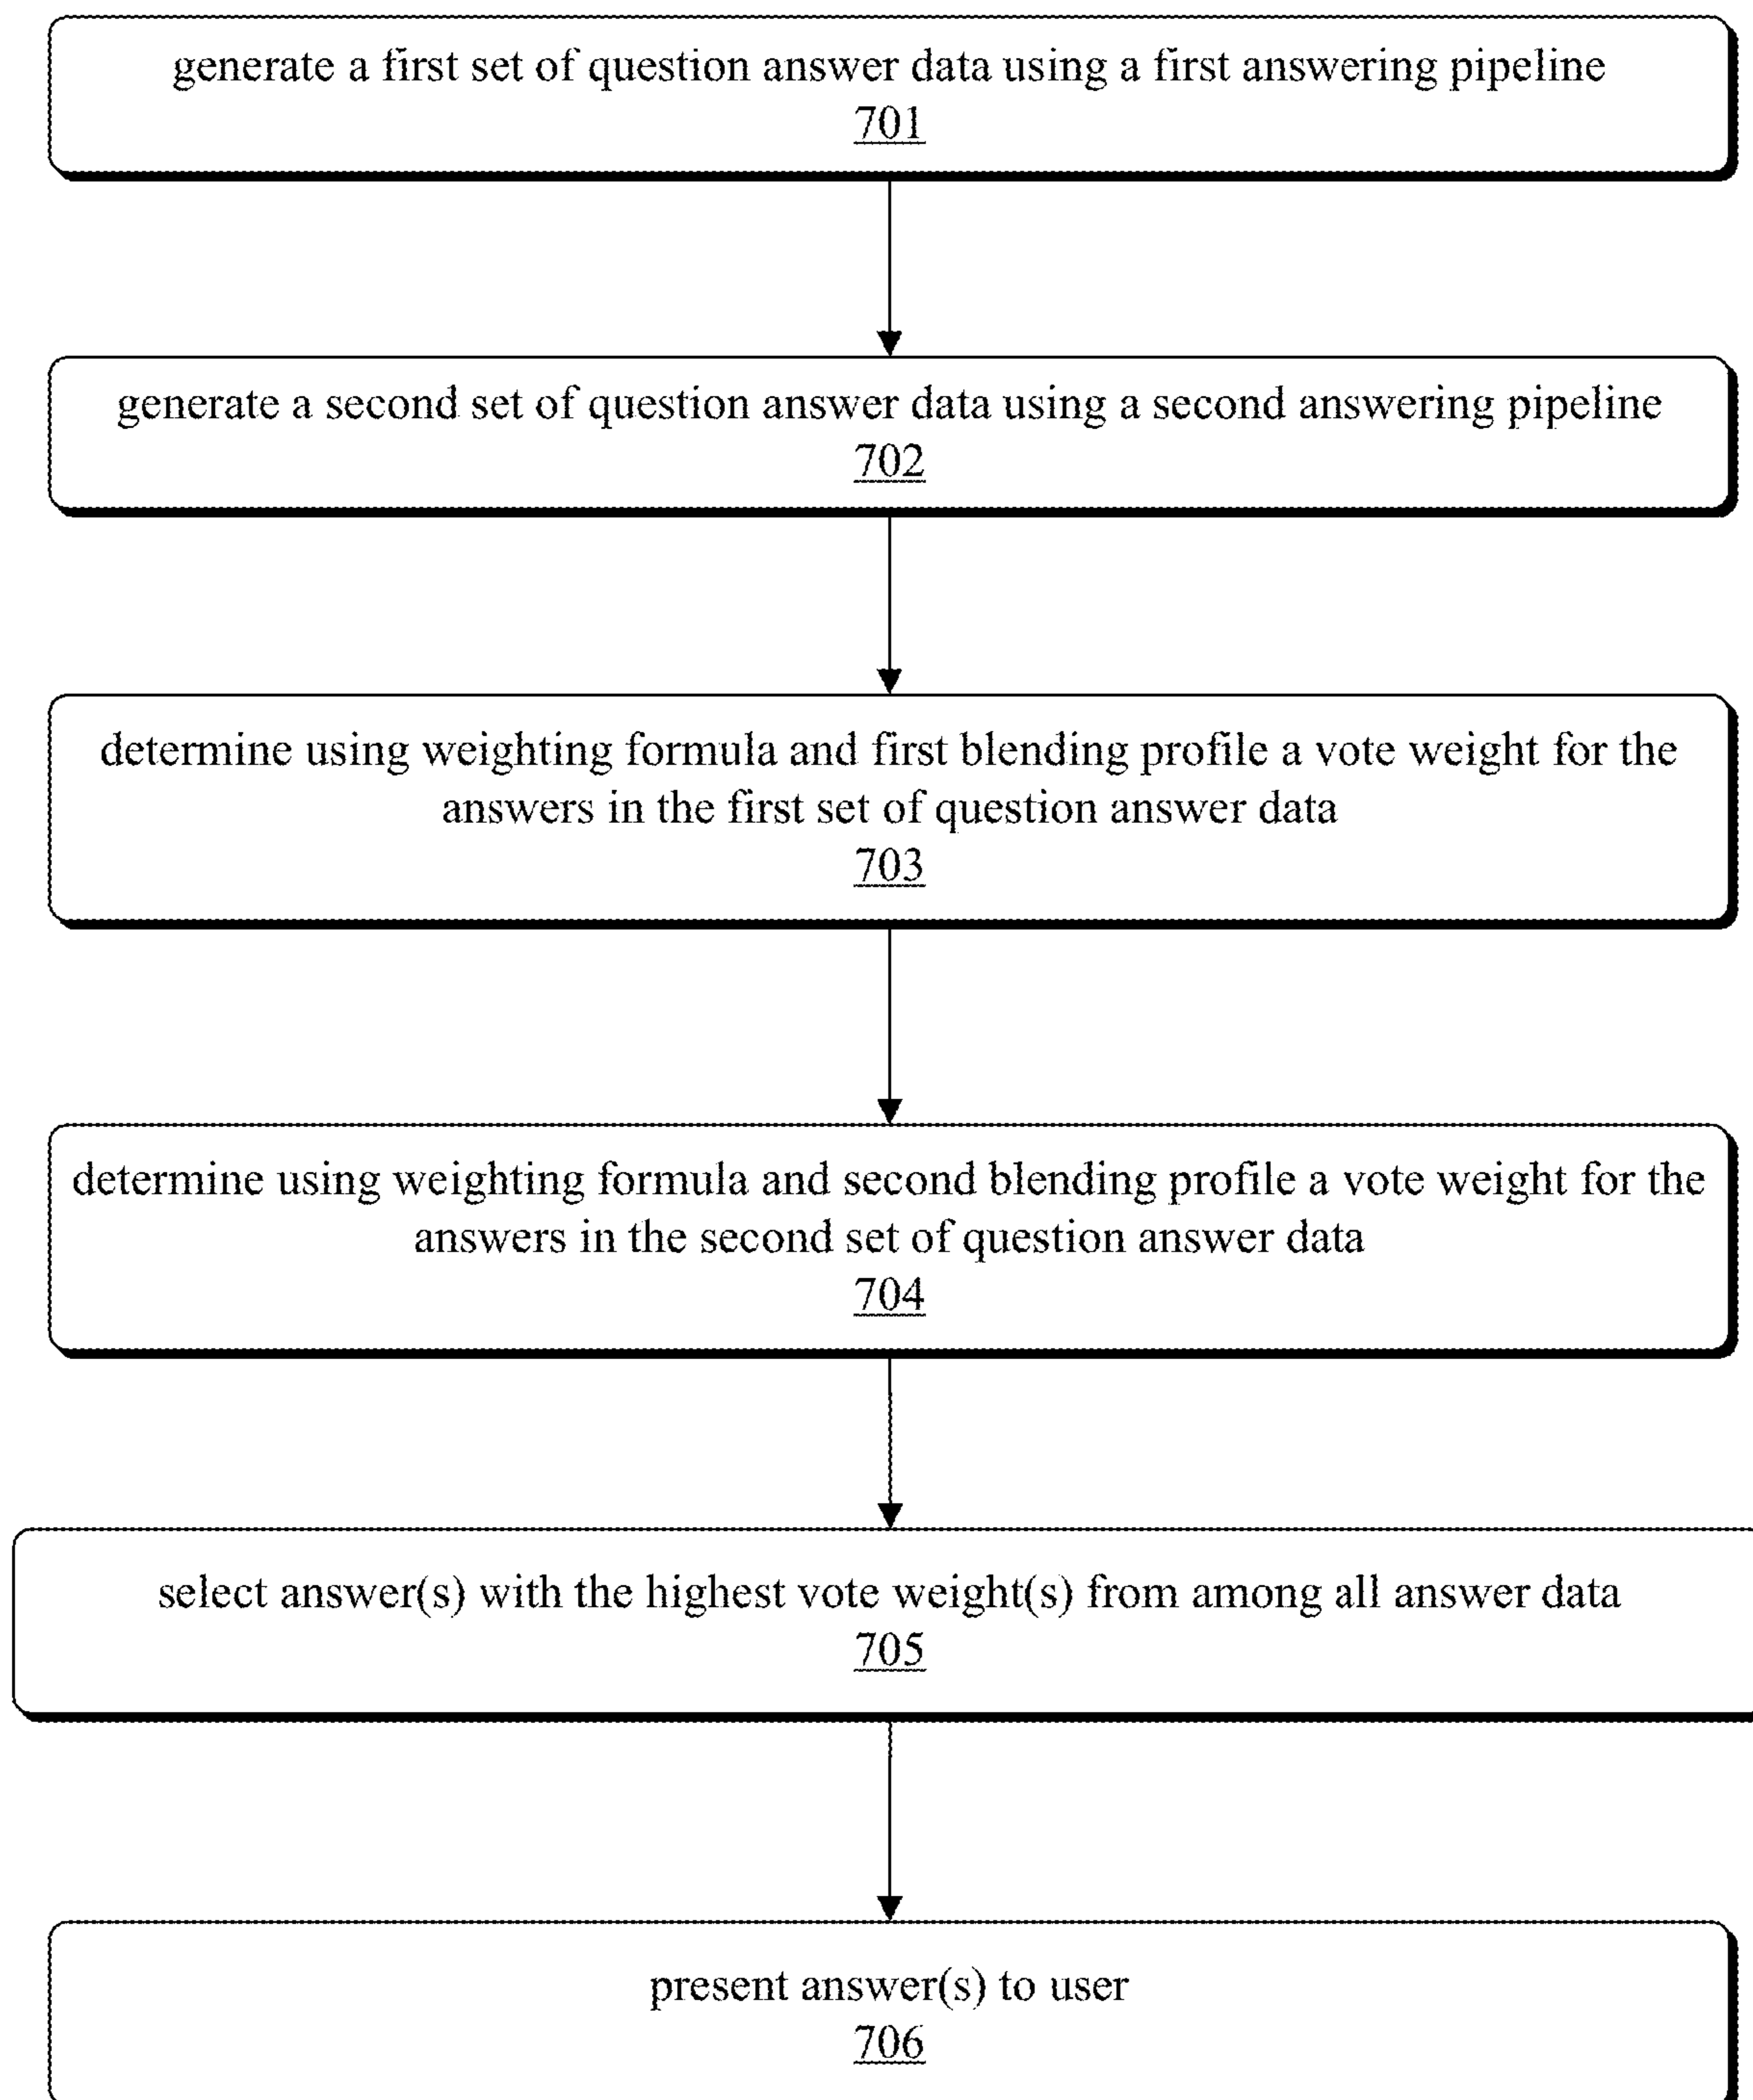 generate a first set of question answer data using a first answering pipeline
701
generate a second set of question answer data using a second answering pipeline
702
determine using weighting formula and first blending profile a vote weight for the
answers in the first set of question answer data
703
determine using weighting formula and second blending profile a vote weight for the
answers in the second set of question answer data
704
select answer(s) with the highest vote weight(s) from among all answer data
705
present answer(s) to user
706